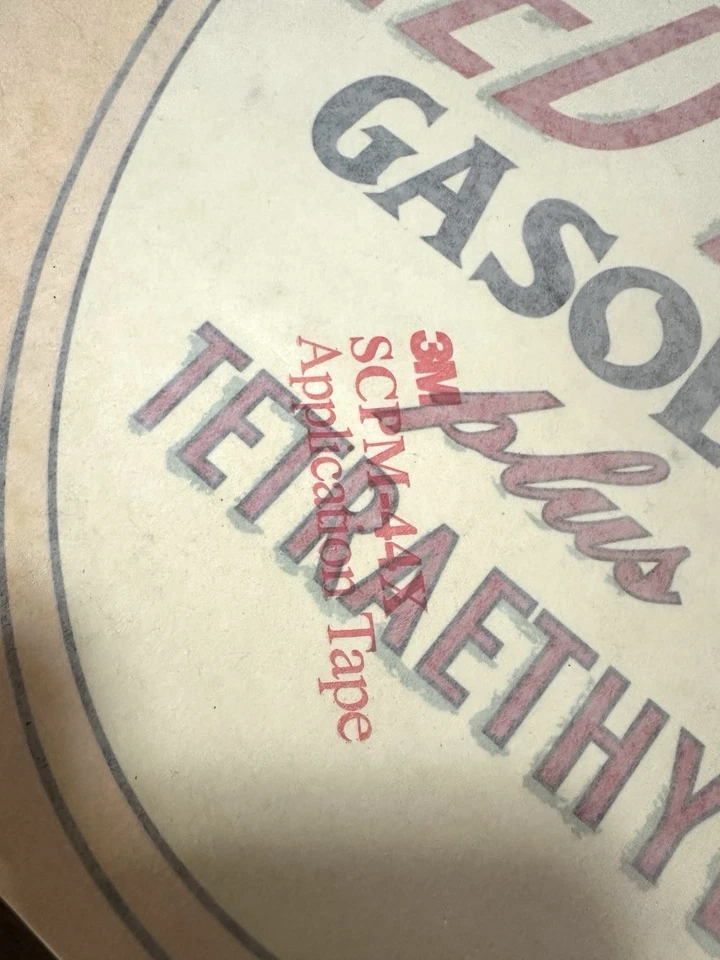 GASOL
plus
TETRAETHY
3M
SCPM-44X
Application Tape